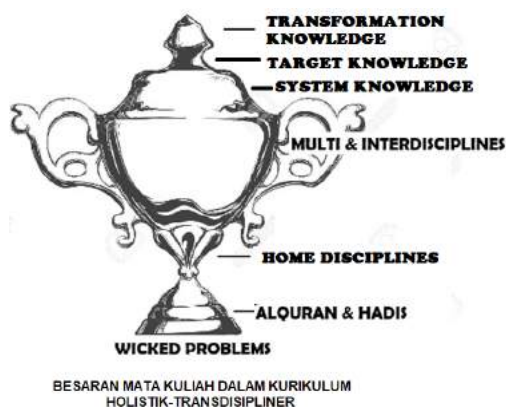 TRANSFORMATION
KNOWLEDGE
TARGET KNOWLEDGE
SYSTEM KNOWLEDGE
MULTI & INTERDISCIPLINES
HOME DISCIPLINES
ALQURAN & HADIS
WICKED PROBLEMS
BESARAN MATA KULIAH DALAM KURIKULUM
HOLISTIK-TRANSDISIPLINER